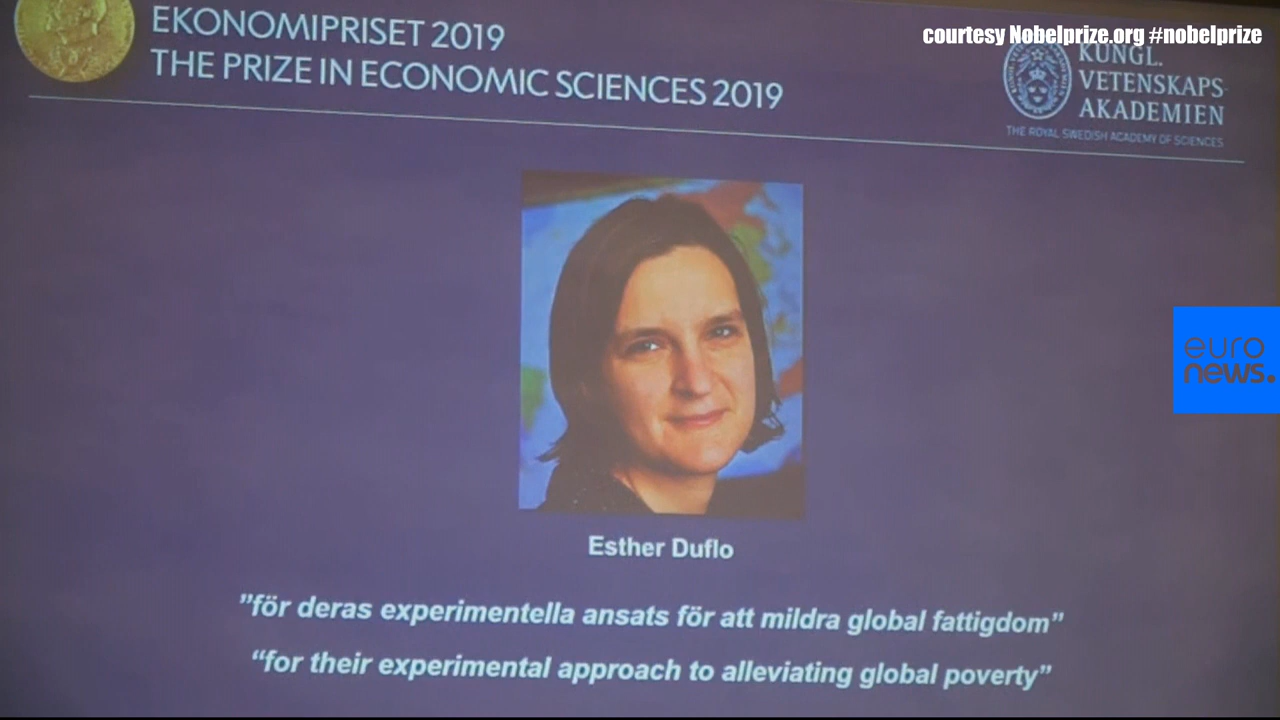 EKONOMIPRISET 2019
THE PRIZE IN ECONOMIC SCIENCES 2019
courtesy Nobelprize.org #nobelprize
KUNGL.
VETENSKAPS-
AKADEMIEN
THE ROYAL SWEDISH ACADEMY OF SCIENCES
euro
news.
Esther Duflo
”för deras experimentella ansats för att mildra global fattigdom”
“for their experimental approach to alleviating global poverty”